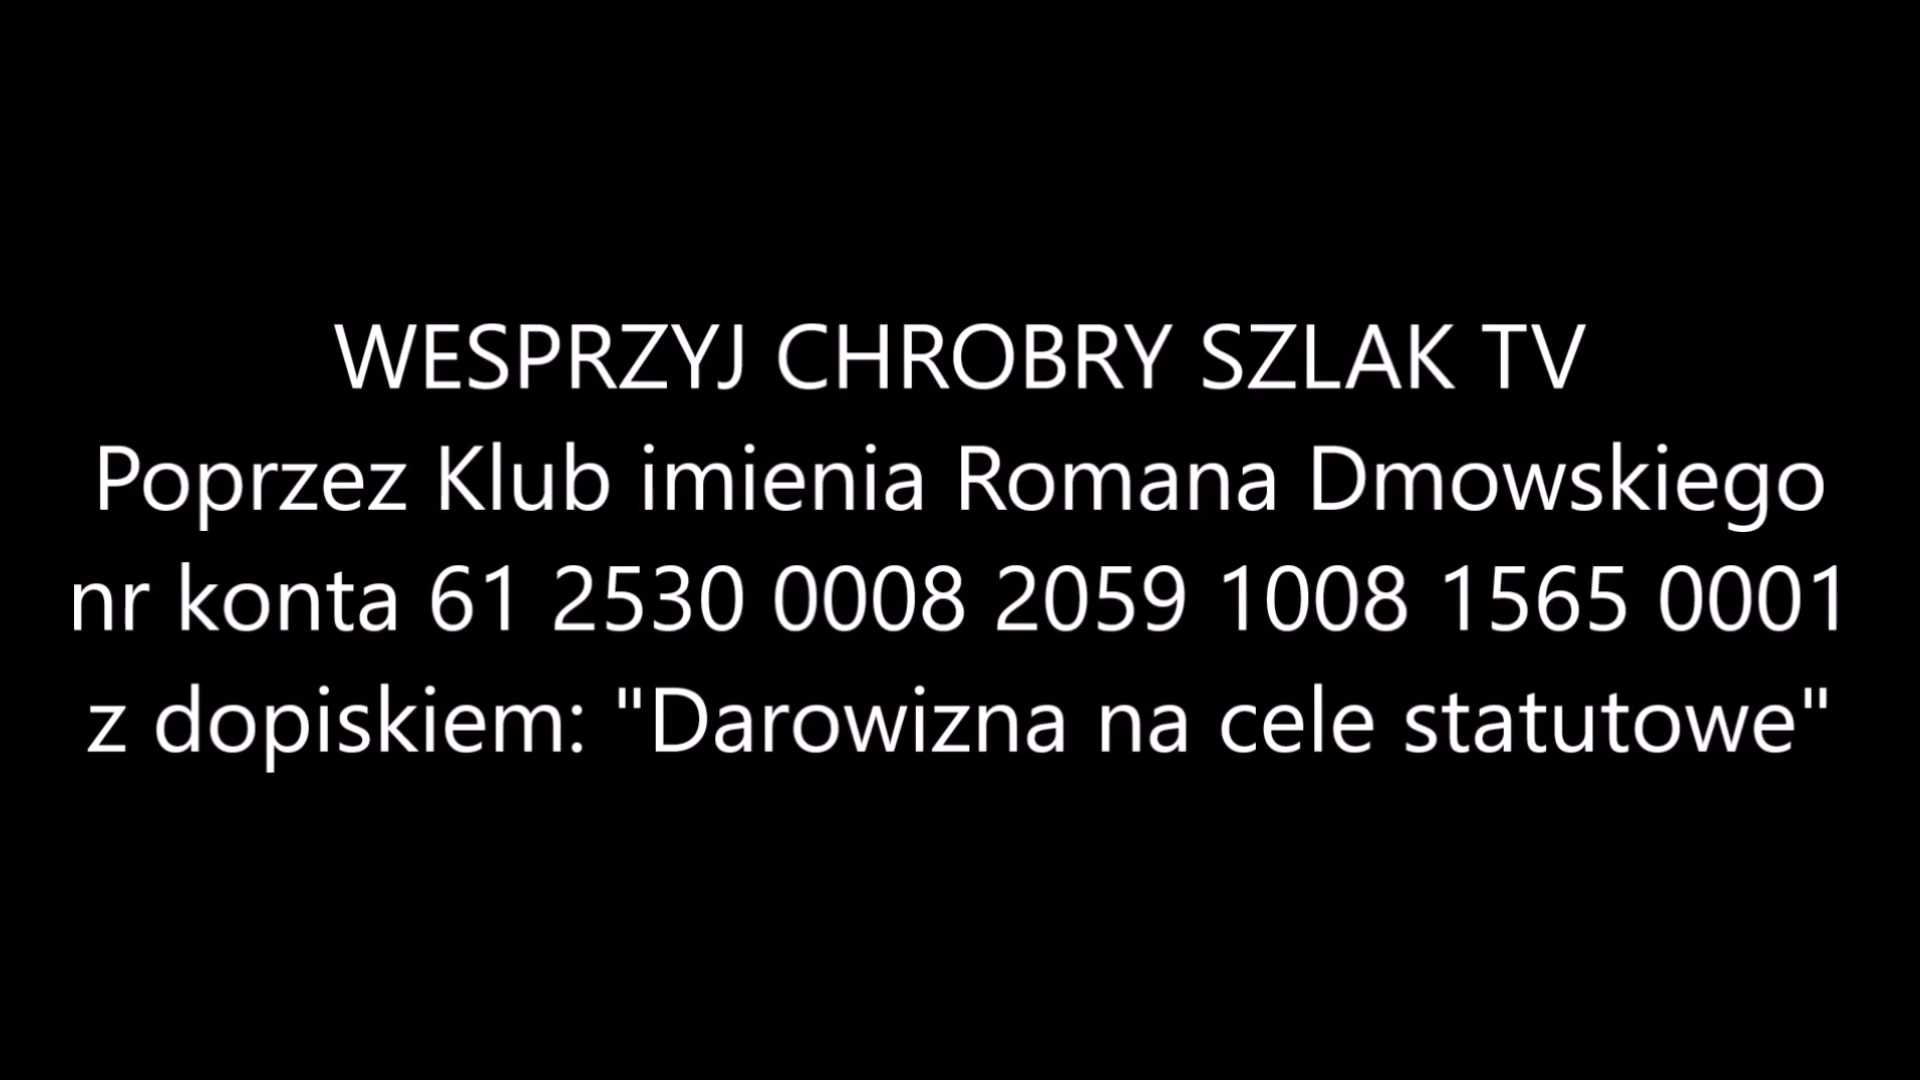 WESPRZYJ CHROBRY SZLAK TV
Poprzez Klub imienia Romana Dmowskiego
nr konta 61 2530 0008 2059 1008 1565 0001
z dopiskiem: "Darowizna na cele statutowe"